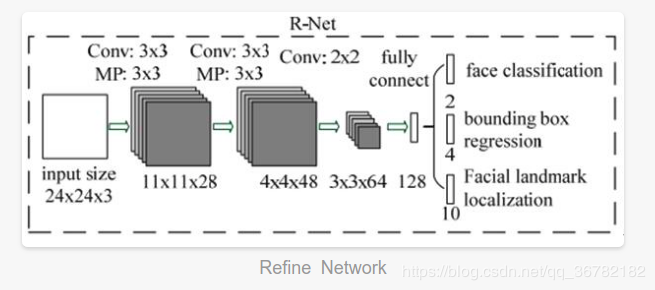 R-Net
Conv: 3x3 Conv: 3x3 Conv: 2x2 fully
MP: 3x3 MP: 3x3 connect
face classification
2
bounding box
regression
4
Facial landmark
localization
10
input size
24x24x3
11x11x28
4x4x48
3x3x64
128
Refine Network
https://blog.csdn.net/qq_36782182